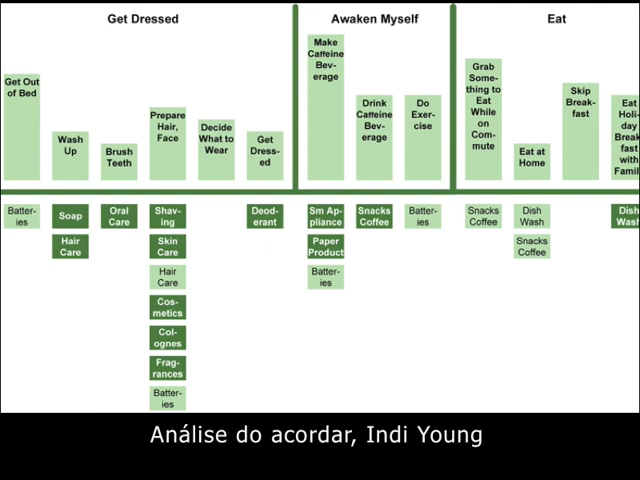 Get Dressed
Awaken Myself
Eat
Get Out
of Bed
Wash
Up
Brush
Teeth
Prepare
Hair,
Face
Decide
What to
Wear
Get
Dress-
ed
Make
Caffeine
Bev-
erage
Drink
Caffeine
Bev-
erage
Do
Exer-
cise
Grab
Some-
thing to
Eat
While
on
Com-
mute
Eat at
Home
Skip
Break-
fast
Eat
Holi-
day
Break
fast
with
Famil
Batter-
ies
Soap
Hair
Care
Oral
Care
Shav-
ing
Skin
Care
Hair
Care
Cos-
metics
Col-
ognes
Frag-
rances
Batter-
ies
Deod-
erant
Sm Ap-
pliance
Paper
Product
Batter-
ies
Snacks
Coffee
Batter-
ies
Snacks
Coffee
Dish
Wash
Snacks
Coffee
Dish
Wash
Análise do acordar, Indi Young